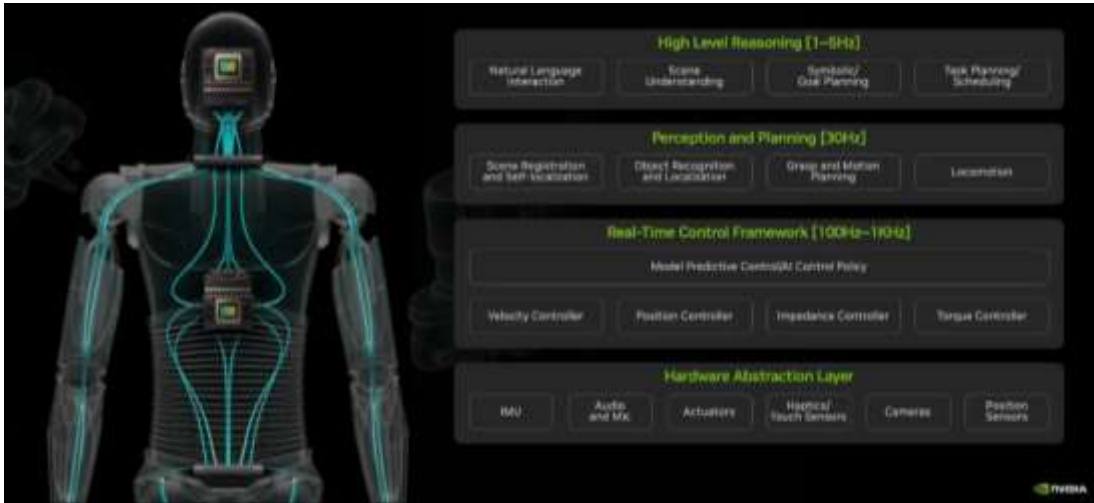 High Level Reasoning [1–5Hz]
Natural Language
Interaction
Scene
Understanding
Symbolic/
Goal Planning
Task Planning/
Scheduling
Perception and Planning [30Hz]
Scene Registration
and Self-localization
Object Recognition
and Localization
Grasp and Motion
Planning
Locomotion
Real-Time Control Framework [100Hz–1KHz]
Model Predictive Control/AI Control Policy
Velocity Controller
Position Controller
Impedance Controller
Torque Controller
Hardware Abstraction Layer
IMU
Audio
and Mic
Actuators
Haptics/
Touch Sensors
Cameras
Position
Sensors
NVIDIA